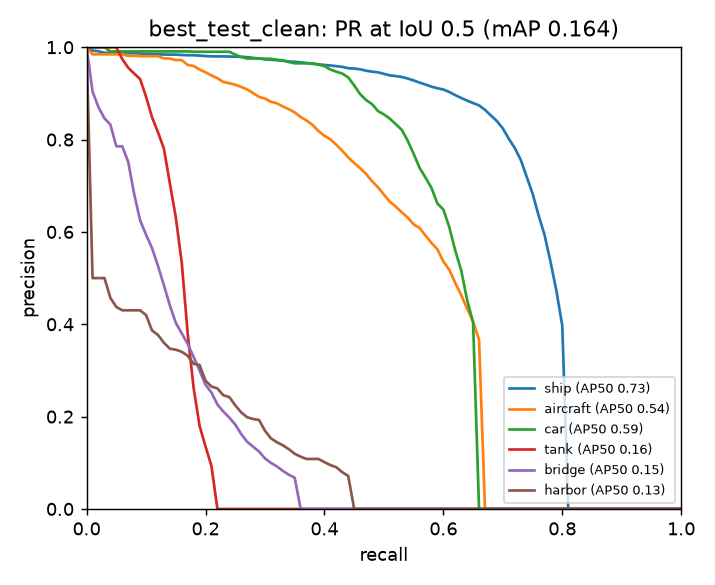 best_test_clean: PR at IoU 0.5 (mAP 0.164)
1.0
0.8
0.6
0.4
0.2
0.0
precision
0.0 0.2 0.4 0.6 0.8 1.0
recall
ship (AP50 0.73)
aircraft (AP50 0.54)
car (AP50 0.59)
tank (AP50 0.16)
bridge (AP50 0.15)
harbor (AP50 0.13)